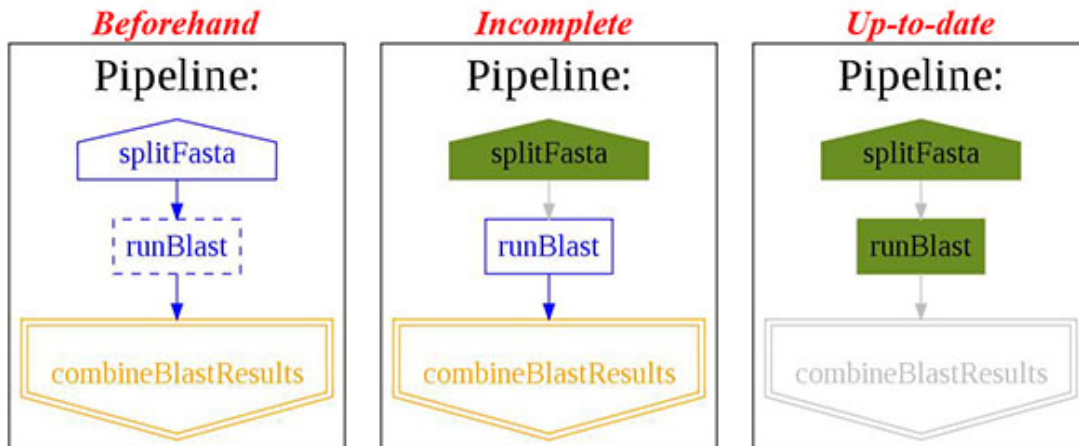 Beforehand
Pipeline:
splitFasta
runBlast
combineBlastResults
Incomplete
Pipeline:
splitFasta
runBlast
combineBlastResults
Up-to-date
Pipeline:
splitFasta
runBlast
combineBlastResults